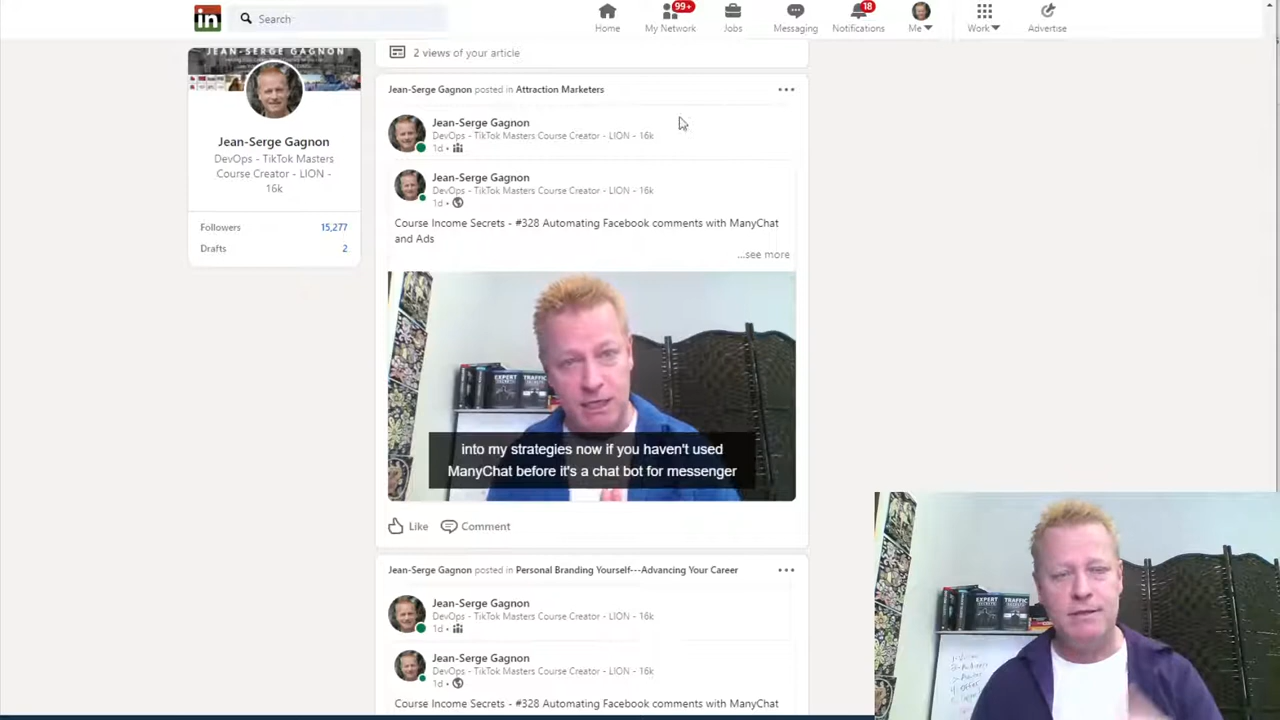 in
Search
99+
18
Home
My Network
Jobs
Messaging
Notifications
Me
Work
Advertise
JEAN-SERGE GAGNON
Jean-Serge Gagnon
DevOps - TikTok Masters
Course Creator - LION -
16k
Followers
15,277
Drafts
2
2 views of your article
Jean-Serge Gagnon posted in Attraction Marketers
Jean-Serge Gagnon
DevOps - TikTok Masters Course Creator - LION - 16k
1d •
Jean-Serge Gagnon
DevOps - TikTok Masters Course Creator - LION - 16k
1d •
Course Income Secrets - #328 Automating Facebook comments with ManyChat
and Ads
...see more
EXPERT
TRAFFIC
into my strategies now if you haven't used
ManyChat before it's a chat bot for messenger
Like
Comment
Jean-Serge Gagnon posted in Personal Branding Yourself---Advancing Your Career
Jean-Serge Gagnon
DevOps - TikTok Masters Course Creator - LION - 16k
1d •
Jean-Serge Gagnon
DevOps - TikTok Masters Course Creator - LION - 16k
1d •
Course Income Secrets - #328 Automating Facebook comments with ManyChat
EXPERT
SECRETS
TRAFFIC
SECRETS